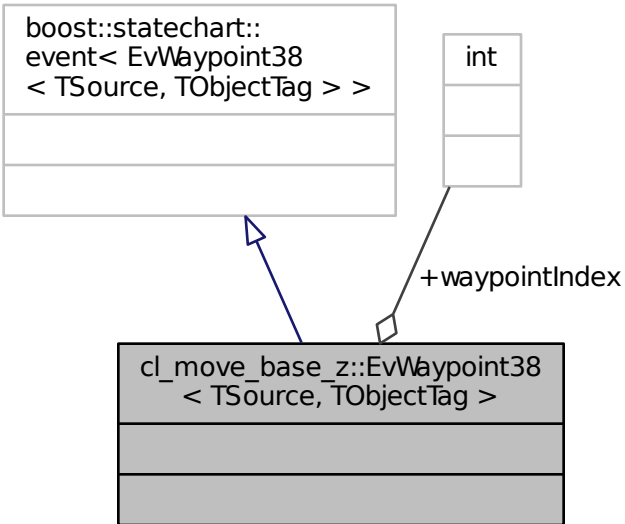 boost::statechart::
event< EvWaypoint38
< TSource, TObjectTag > >
int
+waypointIndex
cl_move_base_z::EvWaypoint38
< TSource, TObjectTag >